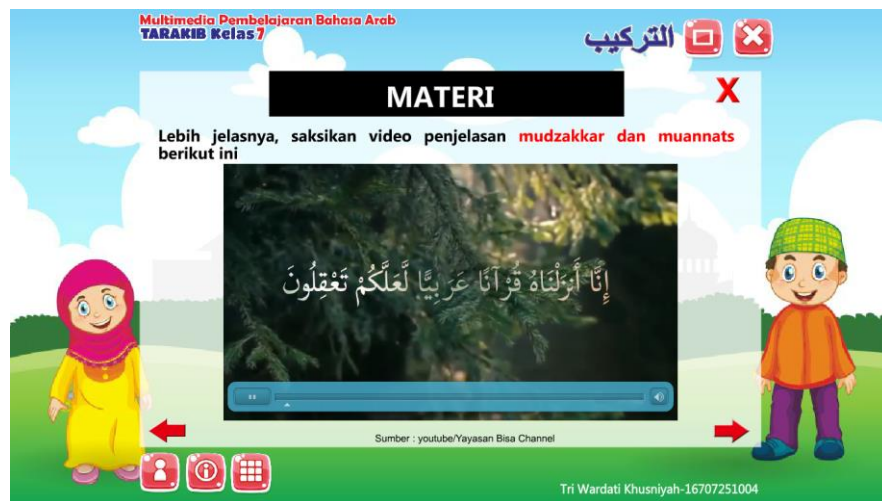 Multimedia Pembelajaran Bahasa Arab
TARAKIB Kelas 7
التركيب
MATERI
X
Lebih jelasnya, saksikan video penjelasan mudzakkar dan muannats
berikut ini
إِنَّا أَنزَلْنَاهُ قُرْآنًا عَرَبِيًّا لَّعَلَّكُمْ تَعْقِلُونَ
Sumber : youtube/Yayasan Bisa Channel
Tri Wardati Khusniyah-16707251004